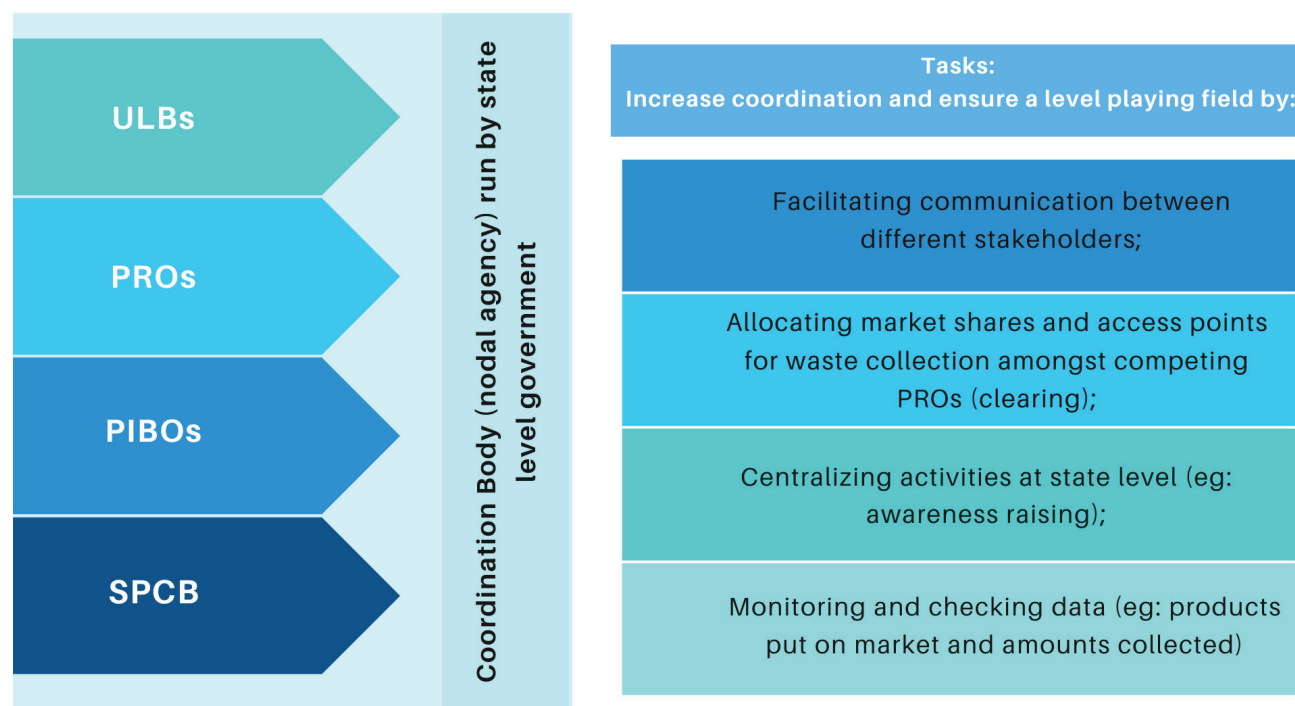 ULBs
PROs
PIBOs
SPCB
Coordination Body (nodal agency) run by state
level government
Tasks:
Increase coordination and ensure a level playing field by:
Facilitating communication between
different stakeholders;
Allocating market shares and access points
for waste collection amongst competing
PROs (clearing);
Centralizing activities at state level (eg:
awareness raising);
Monitoring and checking data (eg: products
put on market and amounts collected)